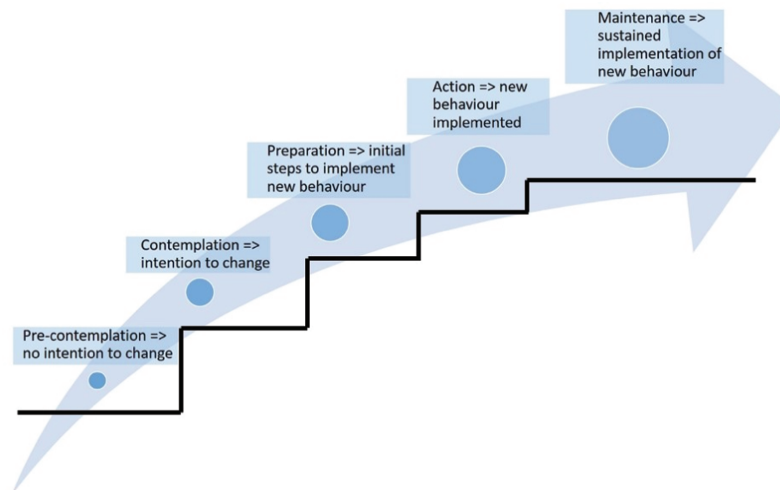 Maintenance =>
sustained
implementation of
new behaviour
Action => new
behaviour
implemented
Preparation => initial
steps to implement
new behaviour
Contemplation =>
intention to change
Pre-contemplation =>
no intention to change